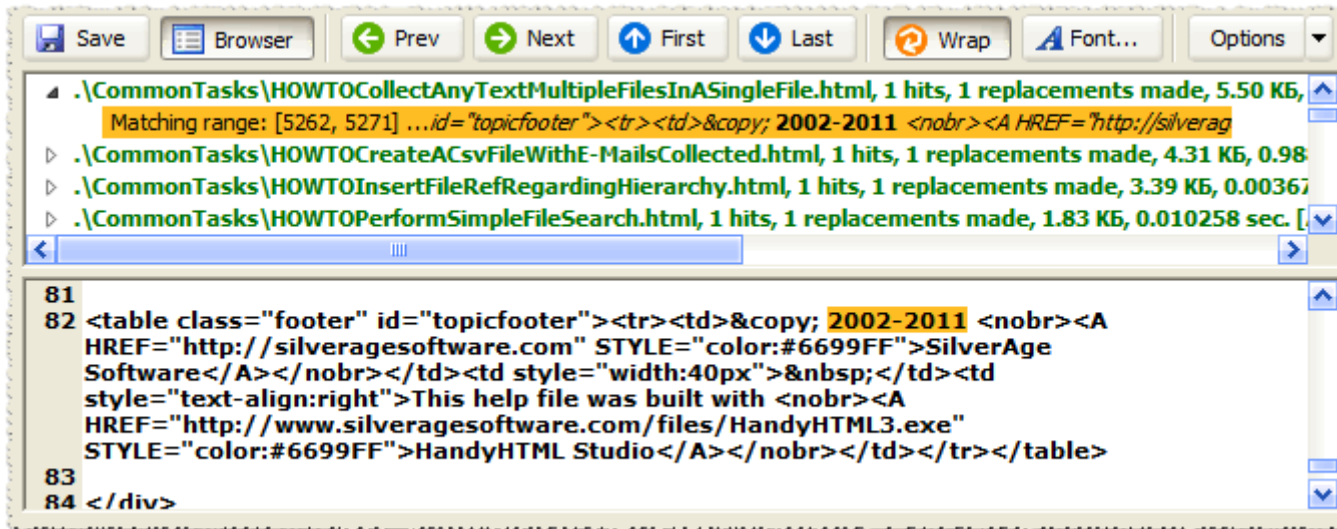 Save Browser Prev Next First Last Wrap Font... Options
.\CommonTasks\HOWTOCollectAnyTextMultipleFilesInASingleFile.html, 1 hits, 1 replacements made, 5.50 КБ,
Matching range: [5262, 5271] ...id="topicfooter"><tr><td>&copy; 2002-2011 <nobr><A HREF="http://silverag
.\CommonTasks\HOWTOCreateACsvFileWithE-MailsCollected.html, 1 hits, 1 replacements made, 4.31 КБ, 0.98
.\CommonTasks\HOWTOInsertFileRefRegardingHierarchy.html, 1 hits, 1 replacements made, 3.39 КБ, 0.00367
.\CommonTasks\HOWTOPerformSimpleFileSearch.html, 1 hits, 1 replacements made, 1.83 КБ, 0.010258 sec. [
81
82 <table class="footer" id="topicfooter"><tr><td>&copy; 2002-2011 <nobr><A
HREF="http://silveragesoftware.com" STYLE="color:#6699FF">SilverAge
Software</A></nobr></td><td style="width:40px">&nbsp;</td><td
style="text-align:right">This help file was built with <nobr><A
HREF="http://www.silveragesoftware.com/files/HandyHTML3.exe"
STYLE="color:#6699FF">HandyHTML Studio</A></nobr></td></tr></table>
83
84 </div>